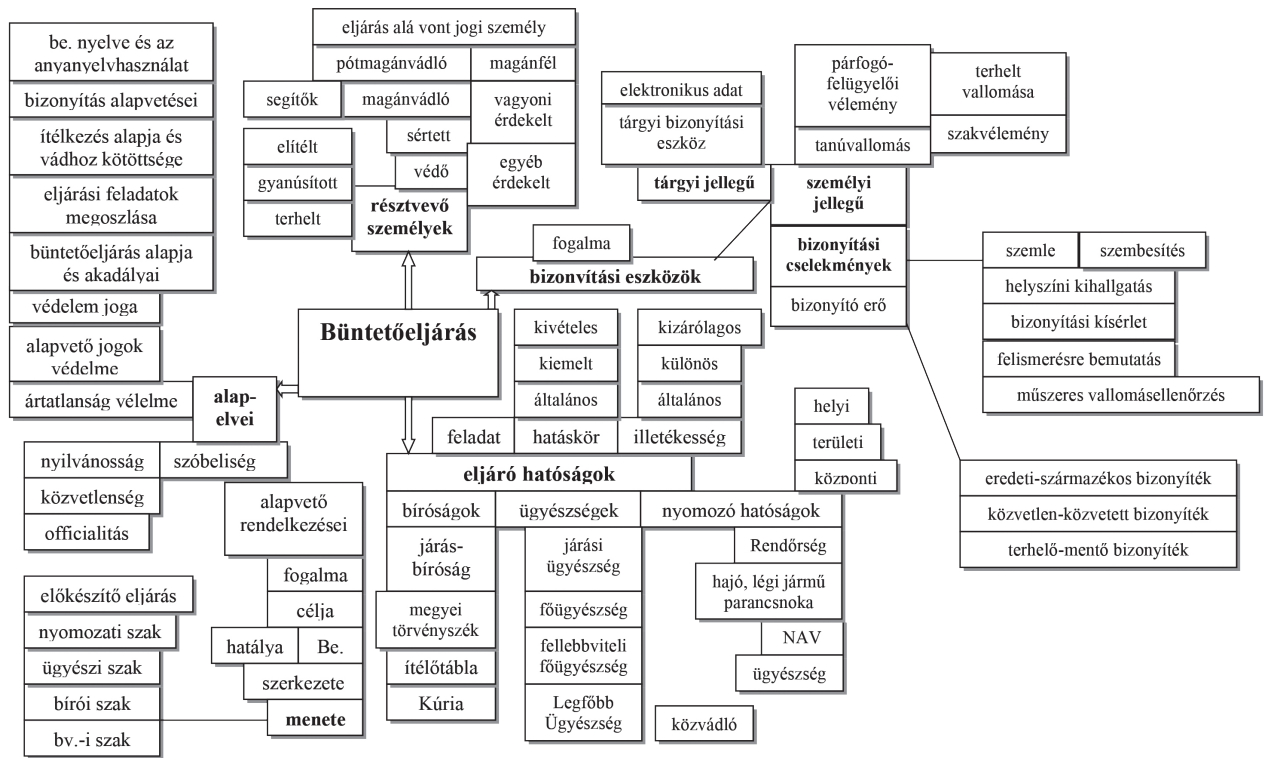 be. nyelve és az
anyanyelvhasználat
bizonyítás alapvetései
ítélkezés alapja és
vádhoz kötöttsége
eljárási feladatok
megoszlása
büntetőeljárás alapja
és akadályai
védelem joga
alapvető jogok
védelme
ártatlanság vélelme
alap-
elvei
nyilvánosság
szóbeliség
közvetlenség
officialitás
eljárás alá vont jogi személy
pótmagánvádló
magánfél
segítők
magánvádló
vagyoni
érdekelt
sértett
elítélt
védő
egyéb
érdekelt
gyanúsított
terhelt
résztvevő
személyek
elektronikus adat
tárgyi bizonyítási
eszköz
tárgyi jellegű
párfogó-
felügyelői
vélemény
terhelt
vallomása
tanúvallomás
szakvélemény
személyi
jellegű
bizonyítási
cselekmények
bizonyító erő
fogalma
bizonvítási eszközök
szemle
szembesítés
helyszíni kihallgatás
bizonyítási kísérlet
felismerésre bemutatás
műszeres vallomásellenőrzés
eredeti-származékos bizonyíték
közvetlen-közvetett bizonyíték
terhelő-mentő bizonyíték
Büntetőeljárás
kivételes
kiemelt
általános
kizárólagos
különös
általános
feladat
hatáskör
illetékesség
helyi
területi
központi
eljáró hatóságok
bíróságok
ügyészségek
nyomozó hatóságok
járás-
bíróság
megyei
törvényszék
ítélőtábla
Kúria
járási
ügyészség
főügyészség
fellebbviteli
főügyészség
Legfőbb
Ügyészség
Rendőrség
hajó, légi jármű
parancsnoka
NAV
ügyészség
közvádló
alapvető
rendelkezései
fogalma
célja
hatálya
Be.
szerkezete
menete
előkészítő eljárás
nyomozati szak
ügyészi szak
bírói szak
bv.-i szak